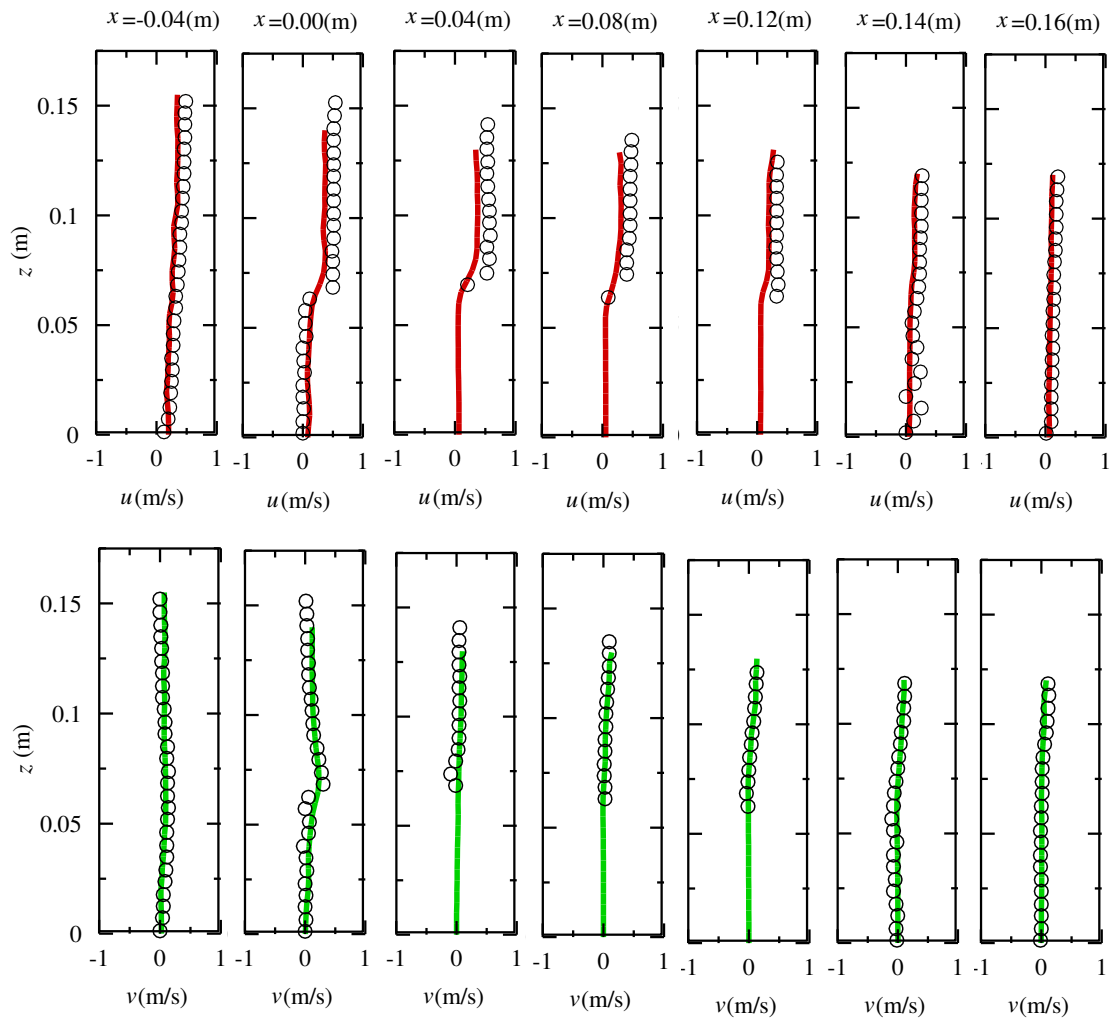 x=-0.04(m) x=0.00(m) x=0.04(m) x=0.08(m) x=0.12(m) x=0.14(m) x=0.16(m)
0.15
0.1
z (m)
0.05
0
-1 0 1 -1 0 1 -1 0 1 -1 0 1 -1 0 1 -1 0 1 -1 0 1
u(m/s) u(m/s) u(m/s) u(m/s) u(m/s) u(m/s) u(m/s)
0.15
0.1
z (m)
0.05
0
-1 0 1 -1 0 1 -1 0 1 -1 0 1 -1 0 1 -1 0 1 -1 0 1
v(m/s) v(m/s) v(m/s) v(m/s) v(m/s) v(m/s) v(m/s)